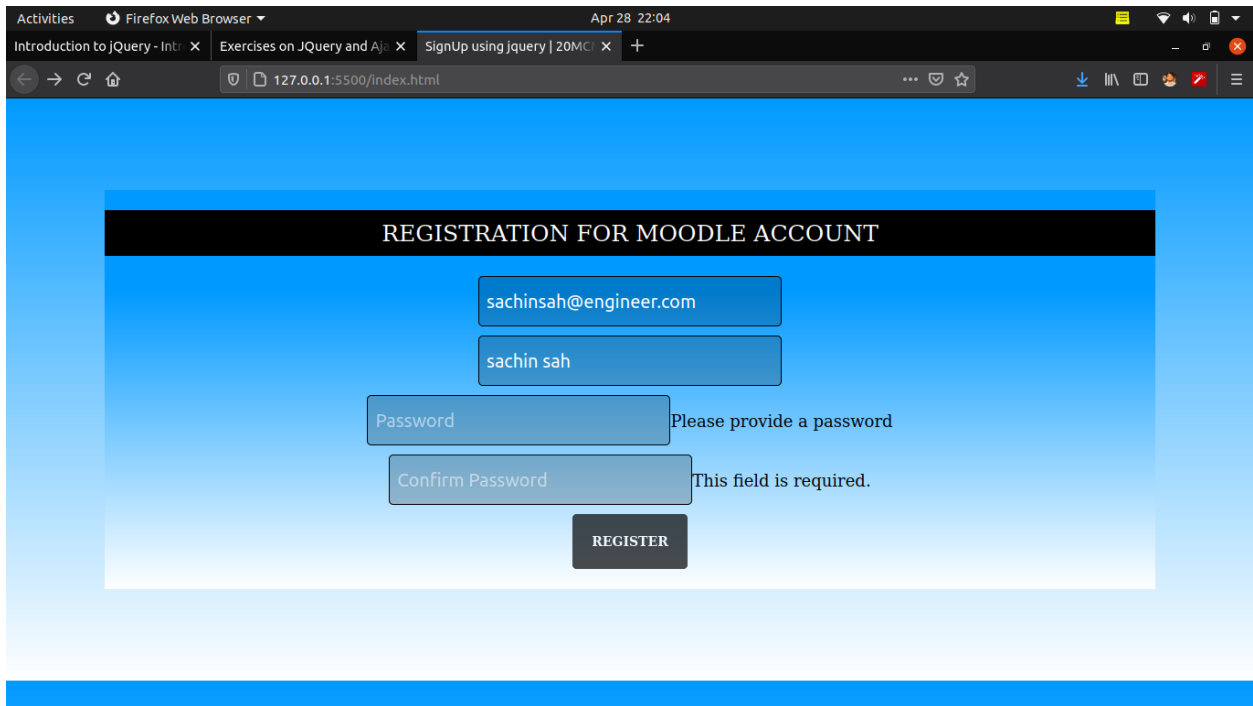 Activities Firefox Web Browser Apr 28 22:04
Introduction to jQuery - Intr Exercises on JQuery and Aja SignUp using jquery | 20MC
127.0.0.1:5500/index.html
REGISTRATION FOR MOODLE ACCOUNT
sachinsah@engineer.com
sachin sah
Password Please provide a password
Confirm Password This field is required.
REGISTER